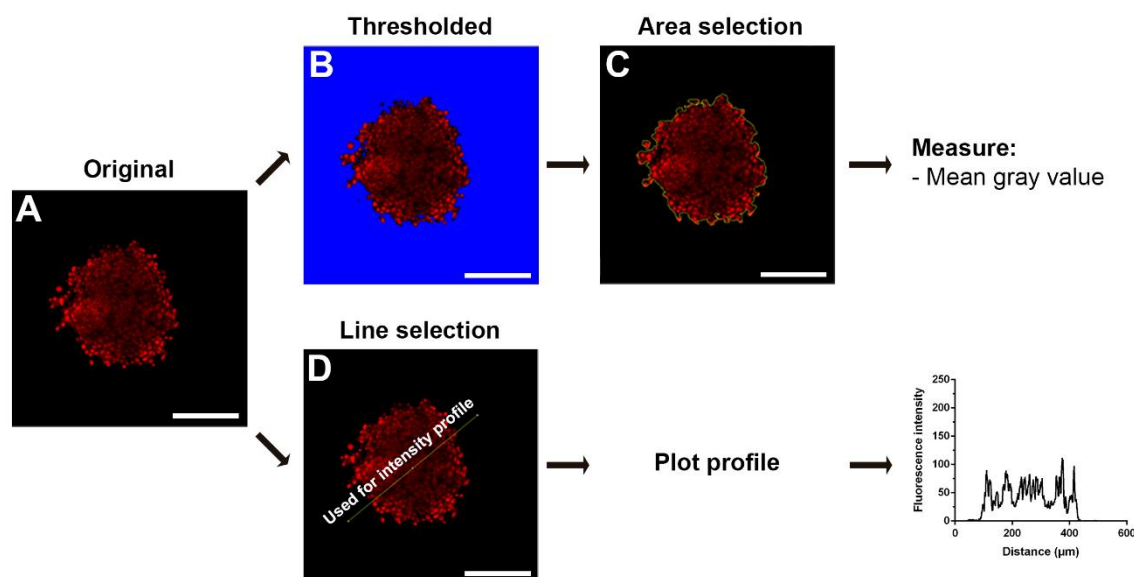 Thresholded
Area selection
B
C
Original
Measure:
- Mean gray value
A
Line selection
D
Used for intensity profile
Plot profile
Fluorescence intensity
250
200
150
100
50
0
0 200 400 600
Distance (μm)